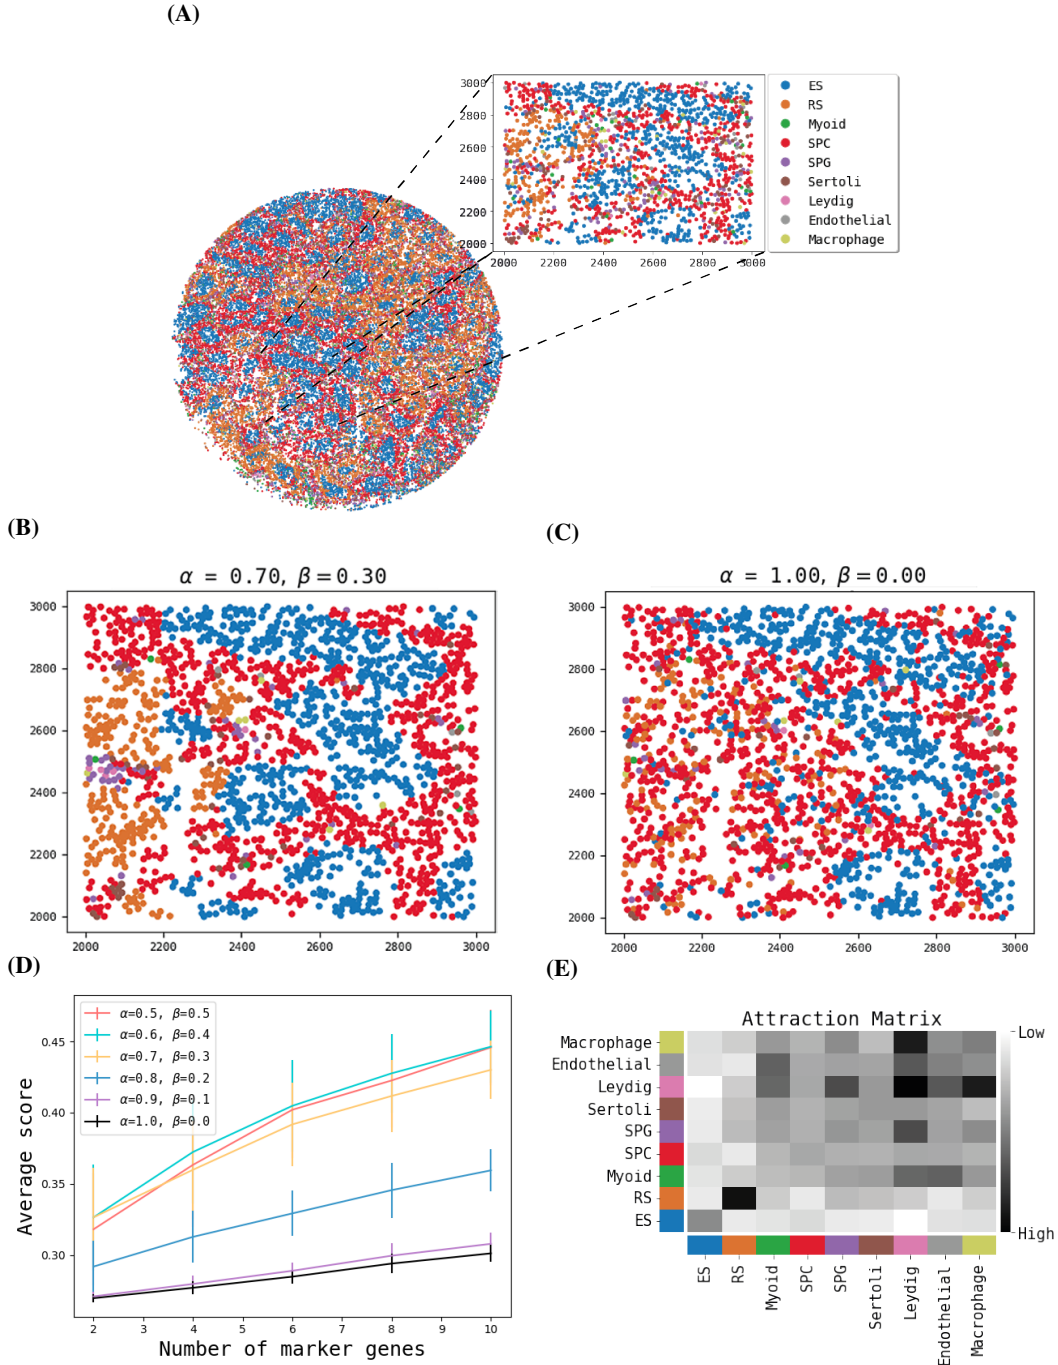 (A)
3000
2800
2600
2400
2200
2000
2000 2200 2400 2600 2800 3000
ES
RS
Myoid
SPC
SPG
Sertoli
Leydig
Endothelial
Macrophage
(B)
α = 0.70, β=0.30
3000
2800
2600
2400
2200
2000
2000 2200 2400 2600 2800 3000
(C)
α = 1.00, β=0.00
3000
2800
2600
2400
2200
2000
2000 2200 2400 2600 2800 3000
(D)
α=0.5, β=0.5
α=0.6, β=0.4
α=0.7, β=0.3
α=0.8, β=0.2
α=0.9, β=0.1
α=1.0, β=0.0
0.45
0.40
0.35
0.30
Average score
2 3 4 5 6 7 8 9 10
Number of marker genes
(E)
Attraction Matrix
Macrophage
Endothelial
Leydig
Sertoli
SPG
SPC
Myoid
RS
ES
ES RS Myoid SPC SPG Sertoli Leydig Endothelial Macrophage
Low
High